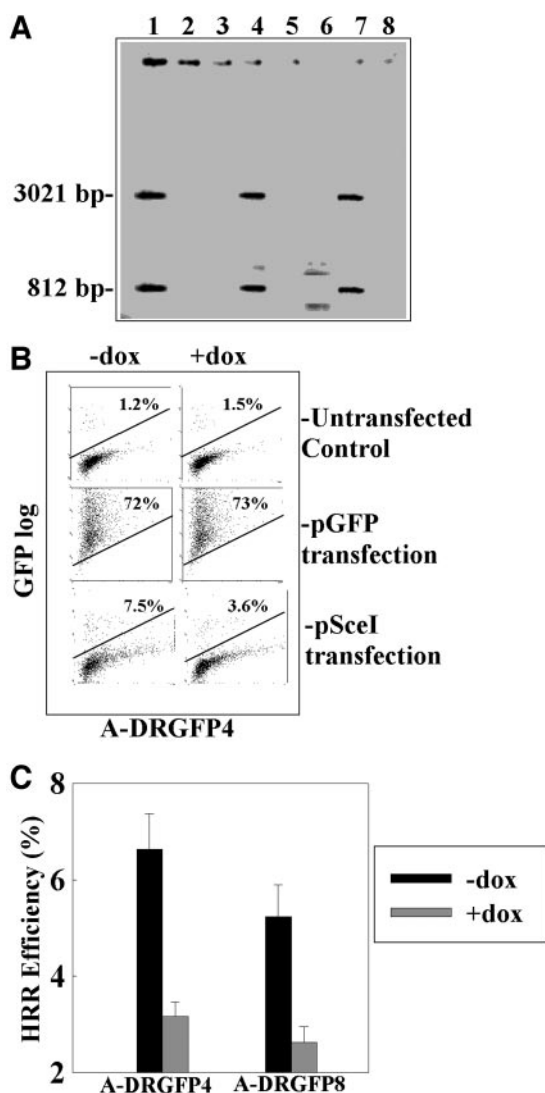 A
1 2 3 4 5 6 7 8
3021 bp-
812 bp-
B
-dox +dox
1.2% 1.5%
-Untransfected
Control
72% 73%
-pGFP
transfection
7.5% 3.6%
-pSceI
transfection
GFP log
A-DRGFP4
C
8
6
4
2
HRR Efficiency (%)
-dox
+dox
A-DRGFP4 A-DRGFP8